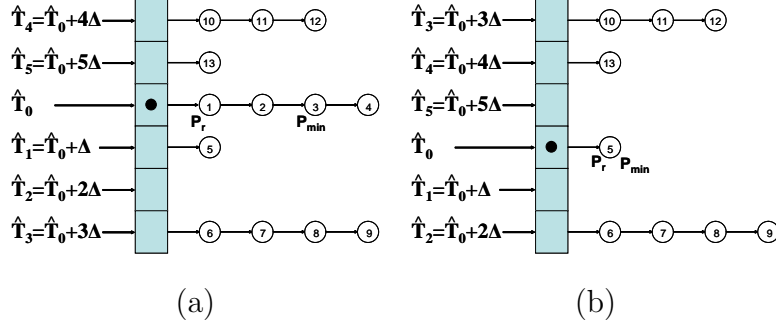 T̂₄=T̂₀+4Δ 10 11 12
T̂₅=T̂₀+5Δ 13
T̂₀ 1 2 3 4
Pᵣ Pₘᵢₙ
T̂₁=T̂₀+Δ 5
T̂₂=T̂₀+2Δ
T̂₃=T̂₀+3Δ 6 7 8 9
(a)
T̂₃=T̂₀+3Δ 10 11 12
T̂₄=T̂₀+4Δ 13
T̂₅=T̂₀+5Δ
T̂₀ 5
Pᵣ Pₘᵢₙ
T̂₁=T̂₀+Δ
T̂₂=T̂₀+2Δ 6 7 8 9
(b)